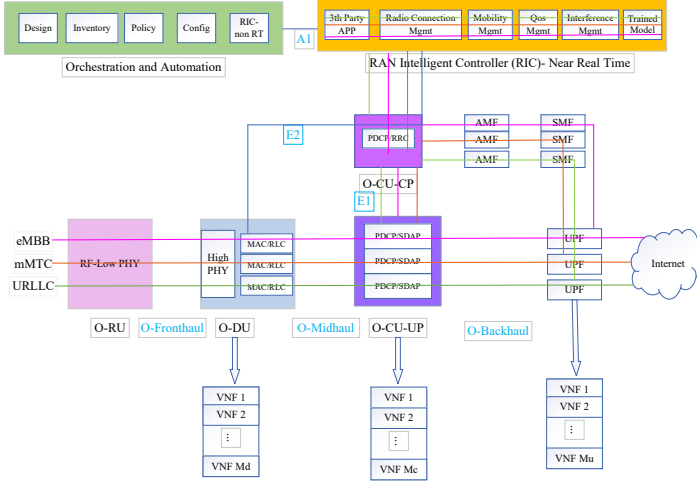 Design
Inventory
Policy
Config
RIC-
non RT
A1
3th Party
APP
Radio Connection
Mgmt
Mobility
Mgmt
Qos
Mgmt
Interference
Mgmt
Trained
Model
Orchestration and Automation
RAN Intelligent Controller (RIC)- Near Real Time
E2
PDCP/RRC
AMF
SMF
AMF
SMF
AMF
SMF
O-CU-CP
E1
eMBB
mMTC
URLLC
RF-Low PHY
High
PHY
MAC/RLC
MAC/RLC
MAC/RLC
PDCP/SDAP
PDCP/SDAP
PDCP/SDAP
UPF
UPF
UPF
Internet
O-RU
O-Fronthaul
O-DU
O-Midhaul
O-CU-UP
O-Backhaul
VNF 1
VNF 2
⋮
VNF Md
VNF 1
VNF 2
⋮
VNF Mc
VNF 1
VNF 2
⋮
VNF Mu